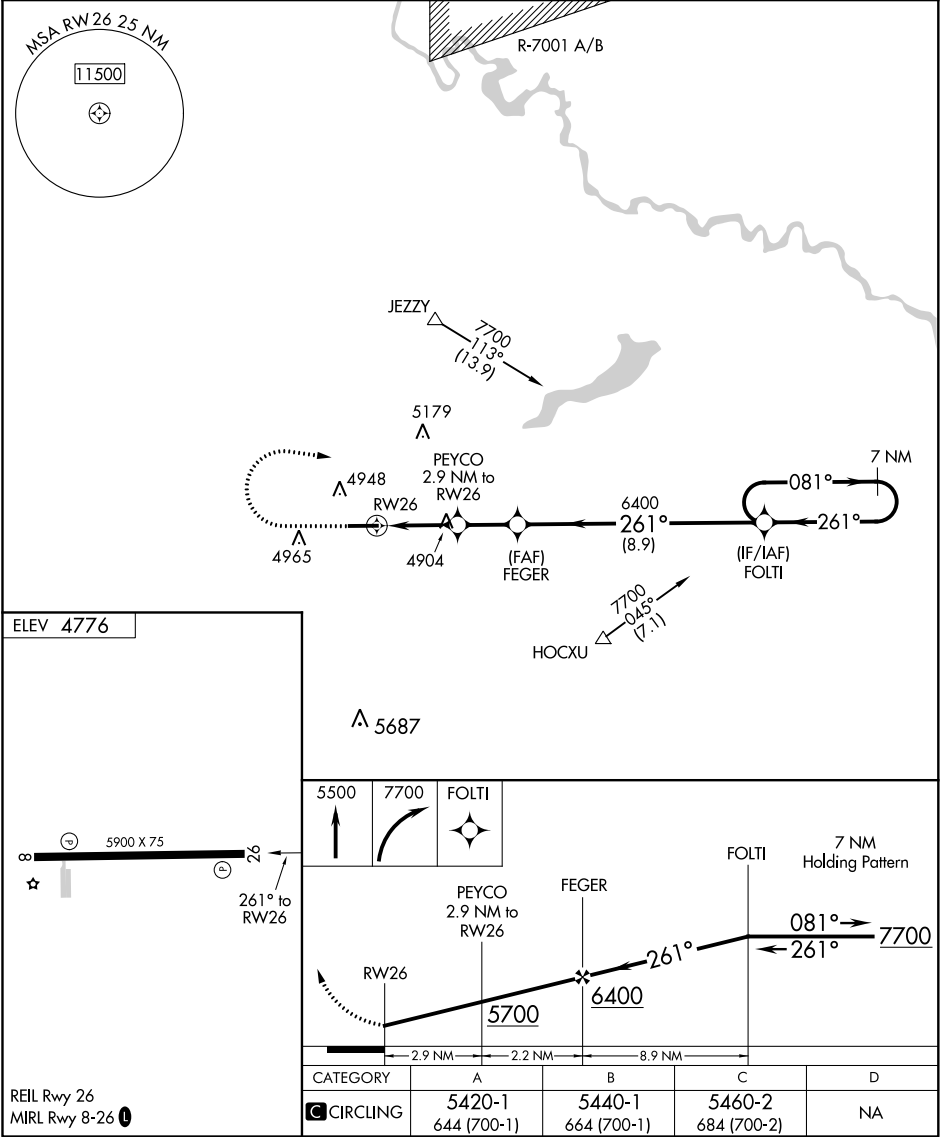 MSA RW 26 25 NM
11500
R-7001 A/B
JEZZY
7700
113°
(13.9)
5179
4948
PEYCO
2.9 NM to
RW26
RW26
4965
4904
(FAF)
FEGER
6400
261°
(8.9)
7 NM
081°
261°
(IF/IAF)
FOLTI
7700
045°
(7.1)
HOCXU
5687
ELEV 4776
8
P
5900 X 75
P
26
261° to
RW26
REIL Rwy 26
MIRL Rwy 8-26 L
5500
7700
FOLTI
RW26
PEYCO
2.9 NM to
RW26
FEGER
FOLTI
7 NM
Holding Pattern
081°
261°
7700
261°
6400
5700
2.9 NM
2.2 NM
8.9 NM
CATEGORY A B C D
C CIRCLING
5420-1
644 (700-1)
5440-1
664 (700-1)
5460-2
684 (700-2)
NA